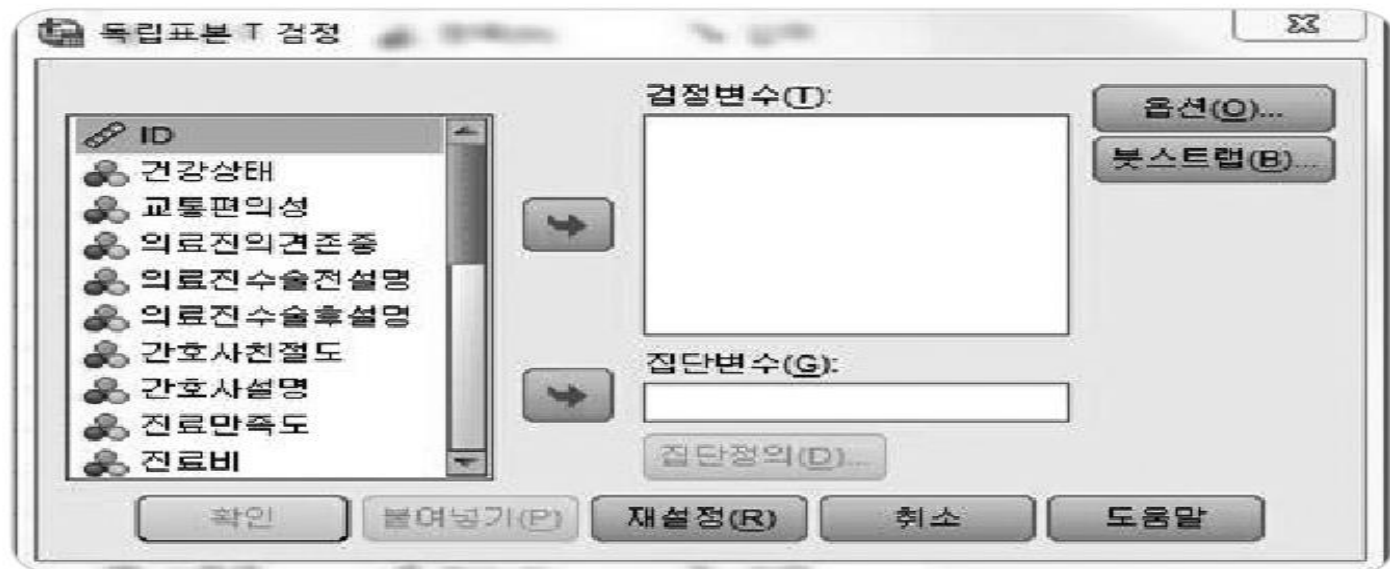 독립표본 T 검정
ID
건강상태
교통편의성
의료진의견존중
의료진수술전설명
의료진수술후설명
간호사친절도
간호사설명
진료만족도
진료비
검정변수(T):
집단변수(G):
집단정의(D)...
옵션(O)...
붓스트랩(B)...
확인
붙여넣기(P)
재설정(R)
취소
도움말